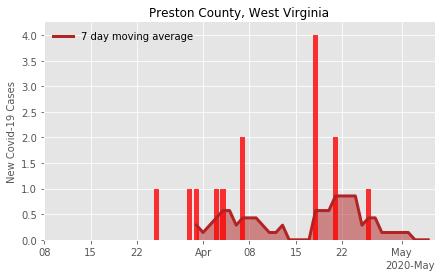 Preston County, West Virginia
7 day moving average
New Covid-19 Cases
4.0
3.5
3.0
2.5
2.0
1.5
1.0
0.5
0.0
08 15 22 Apr 08 15 22 May
2020-May